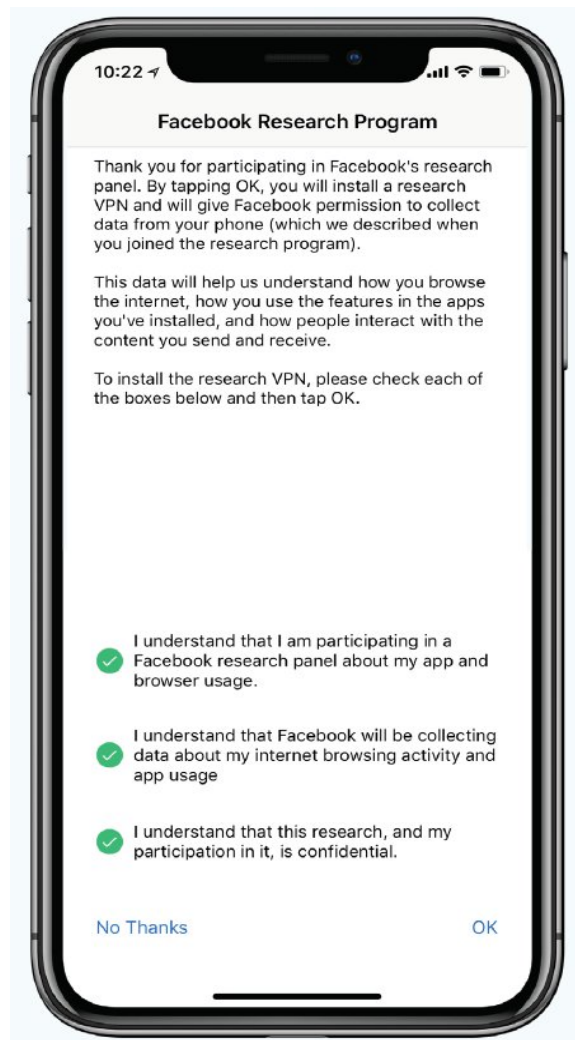 10:22
Facebook Research Program
Thank you for participating in Facebook's research
panel. By tapping OK, you will install a research
VPN and will give Facebook permission to collect
data from your phone (which we described when
you joined the research program).
This data will help us understand how you browse
the internet, how you use the features in the apps
you've installed, and how people interact with the
content you send and receive.
To install the research VPN, please check each of
the boxes below and then tap OK.
I understand that I am participating in a
Facebook research panel about my app and
browser usage.
I understand that Facebook will be collecting
data about my internet browsing activity and
app usage
I understand that this research, and my
participation in it, is confidential.
No Thanks
OK